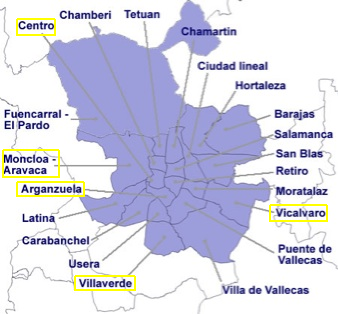 Centro
Chamberi
Tetuan
Chamartin
Ciudad lineal
Hortaleza
Fuencarral -
El Pardo
Barajas
Salamanca
San Blas
Moncloa -
Aravaca
Retiro
Arganzuela
Moratalaz
Latina
Vicalvaro
Carabanchel
Usera
Puente de
Vallecas
Villaverde
Villa de Vallecas